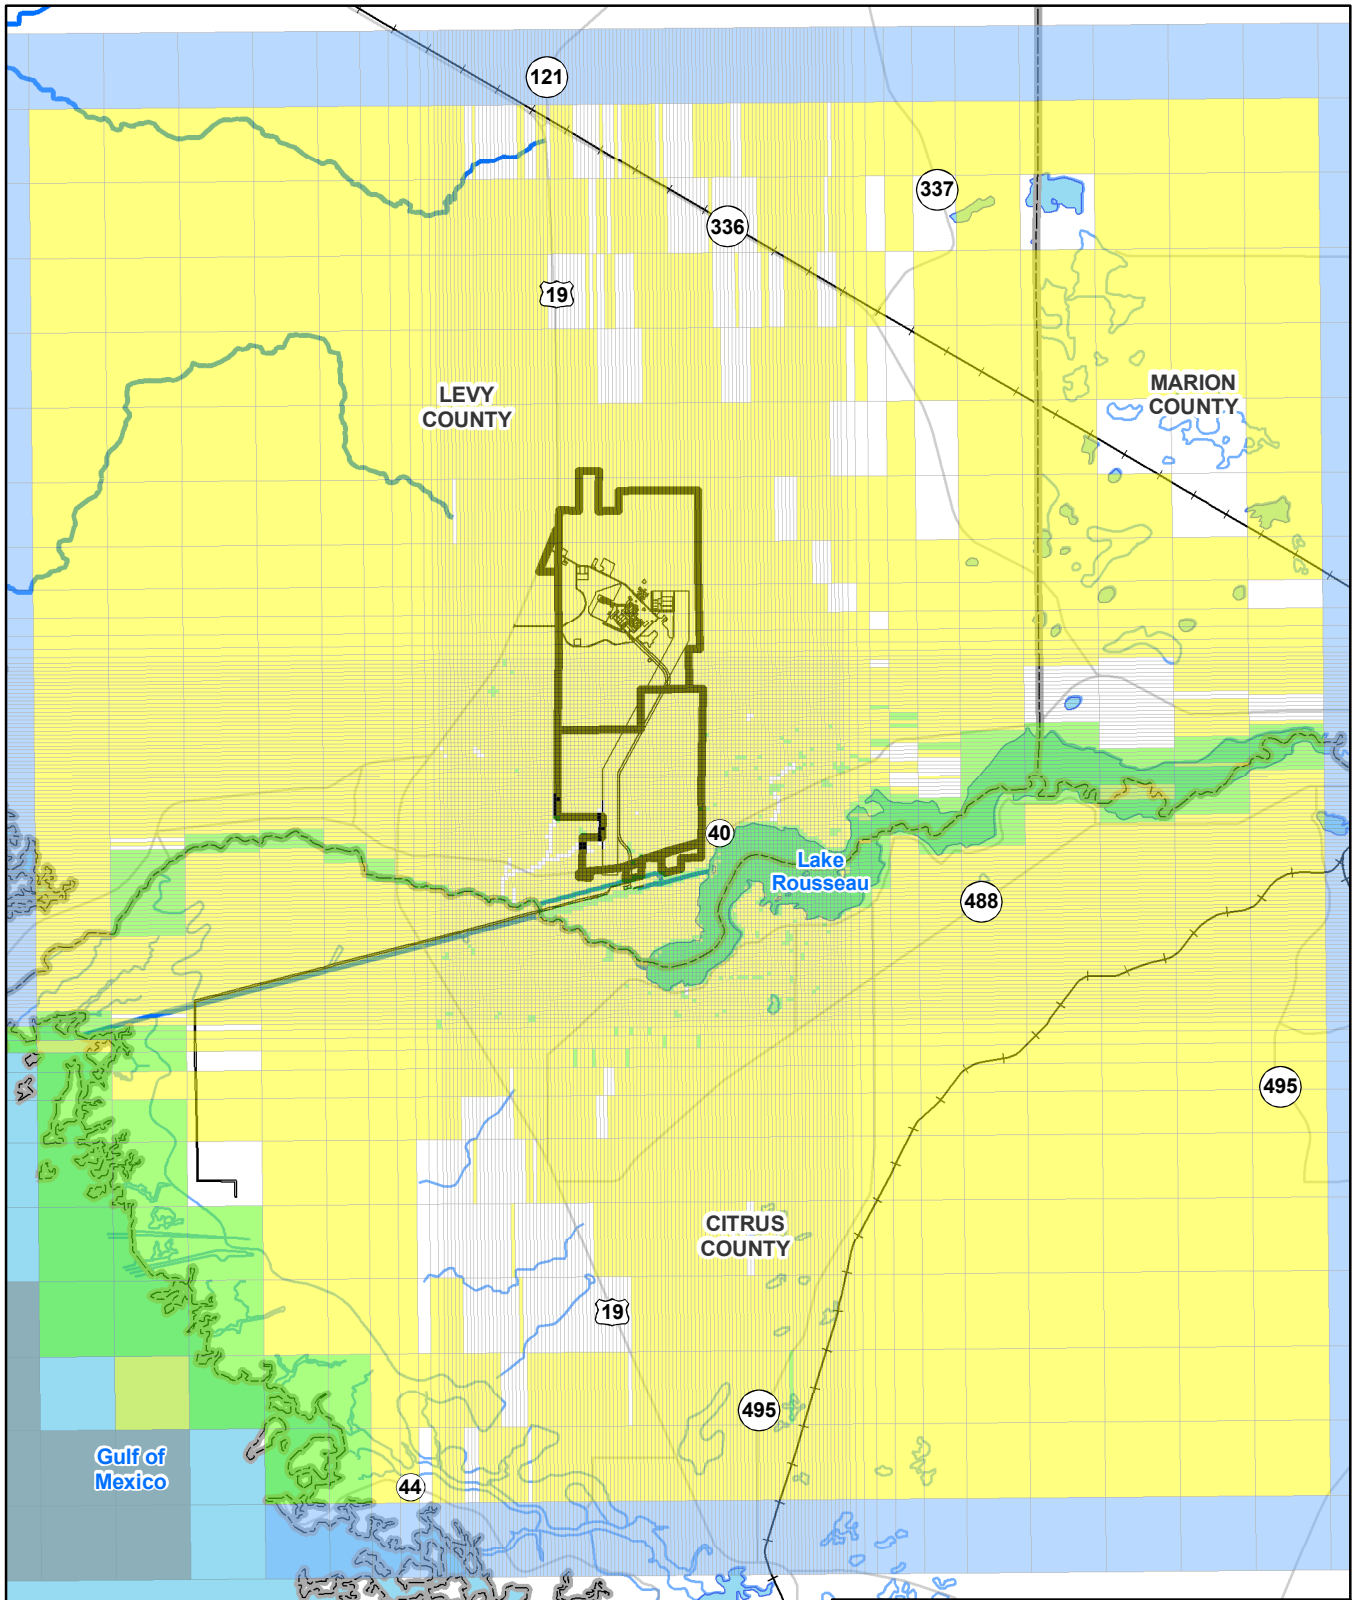 121
337
336
19
LEVY
COUNTY
MARION
COUNTY
40
Lake
Rousseau
488
495
CITRUS
COUNTY
19
495
Gulf of
Mexico
44